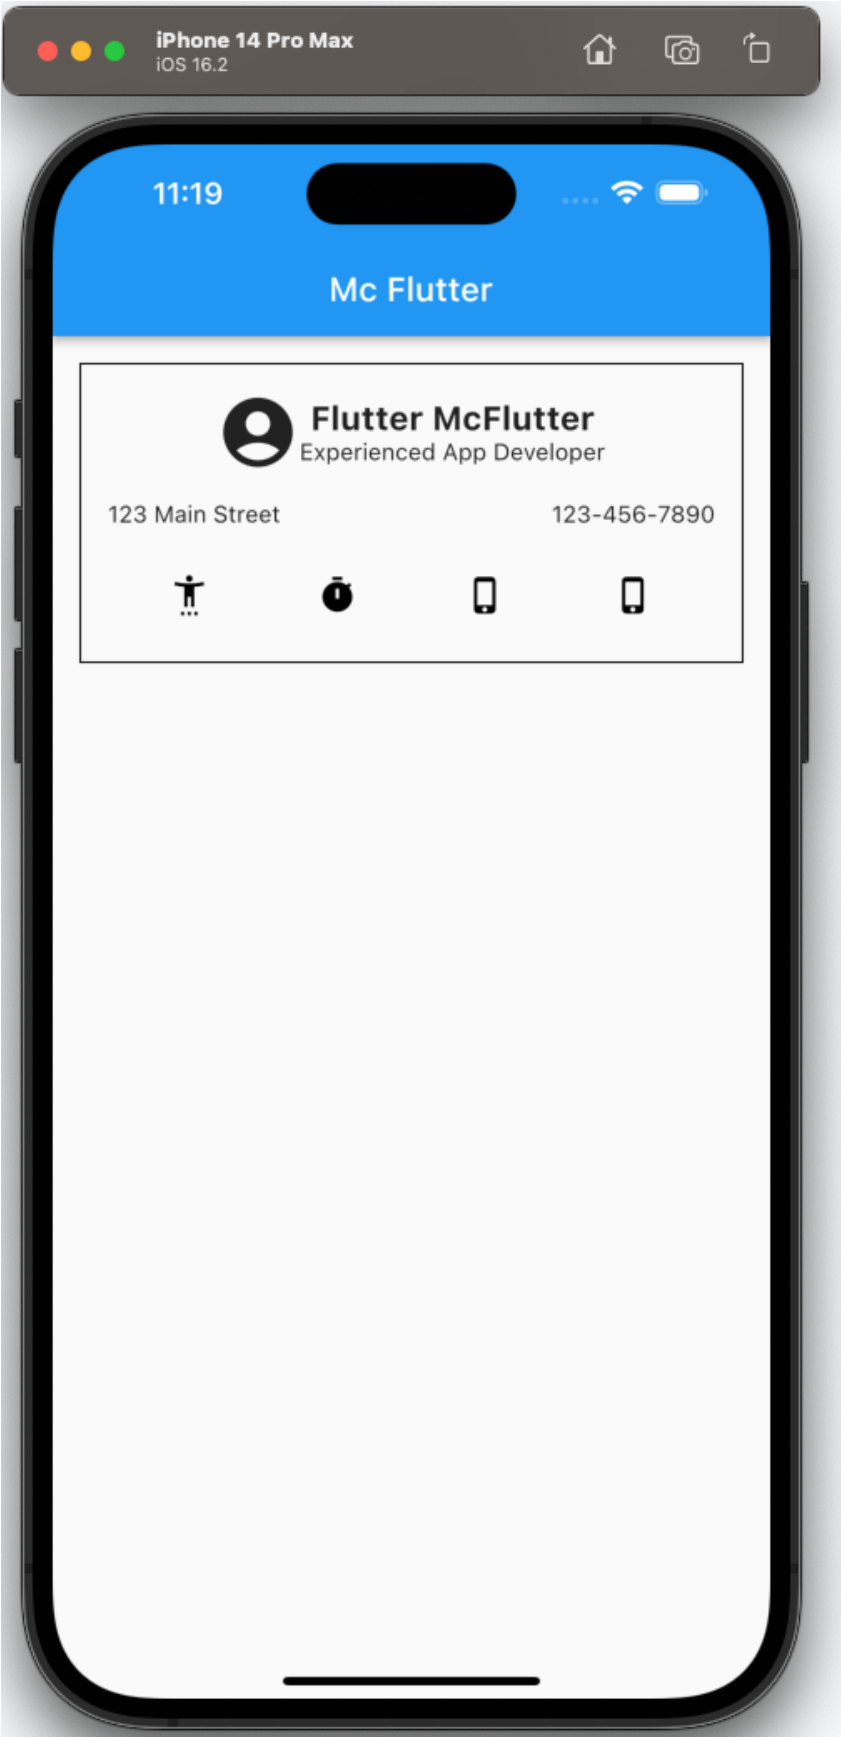 iPhone 14 Pro Max
iOS 16.2
11:19
Mc Flutter
Flutter McFlutter
Experienced App Developer
123 Main Street
123-456-7890